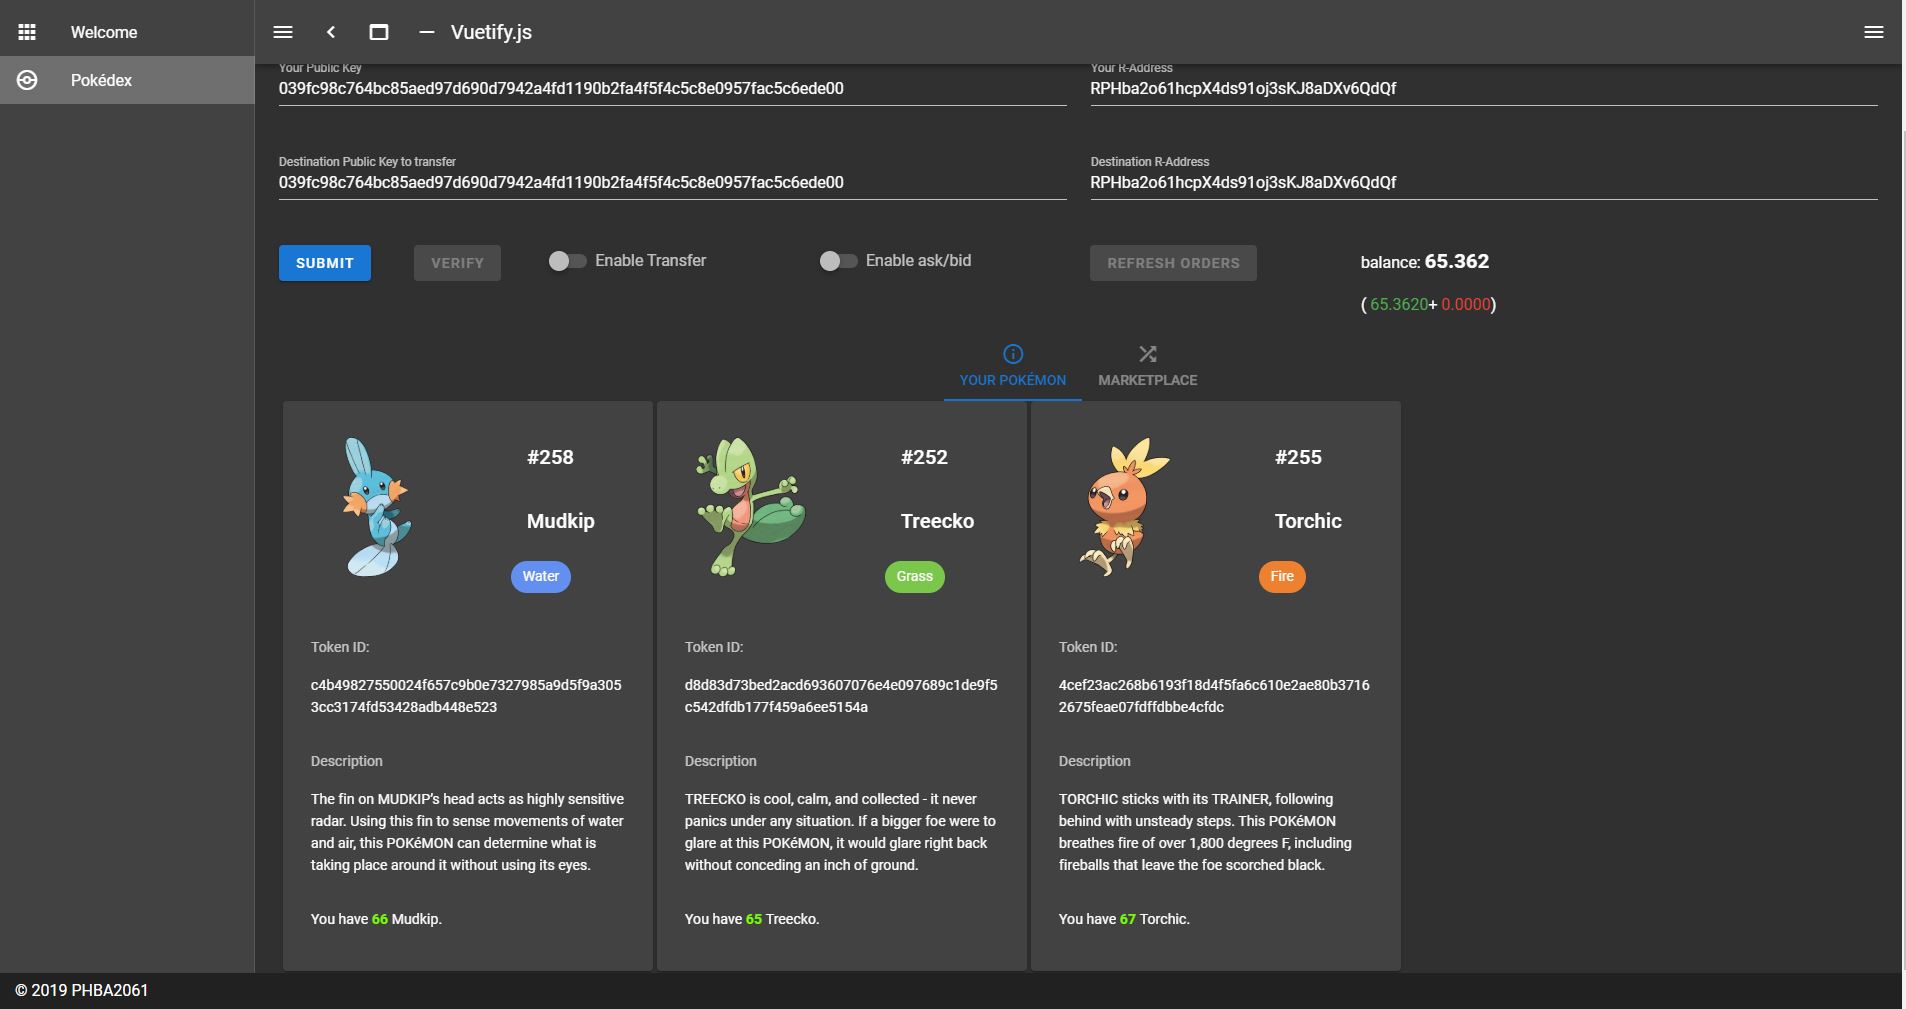 Welcome
Pokédex
Vuetify.js
Your Public Key
039fc98c764bc85aed97d690d7942a4fd1190b2fa4f5f4c5c8e0957fac5c6ede00
Your R-Address
RPHba2o61hcpX4ds91oj3sKJ8aDXv6QdQf
Destination Public Key to transfer
039fc98c764bc85aed97d690d7942a4fd1190b2fa4f5f4c5c8e0957fac5c6ede00
Destination R-Address
RPHba2o61hcpX4ds91oj3sKJ8aDXv6QdQf
SUBMIT
VERIFY
Enable Transfer
Enable ask/bid
REFRESH ORDERS
balance: 65.362
( 65.3620+ 0.0000)
YOUR POKÉMON
MARKETPLACE
#258
Mudkip
Water
Token ID:
c4b49827550024f657c9b0e7327985a9d5f9a305
3cc3174fd53428adb448e523
Description
The fin on MUDKIP's head acts as highly sensitive
radar. Using this fin to sense movements of water
and air, this POKéMON can determine what is
taking place around it without using its eyes.
You have 66 Mudkip.
#252
Treecko
Grass
Token ID:
d8d83d73bed2acd693607076e4e097689c1de9f5
c542dfdb177f459a6ee5154a
Description
TREECKO is cool, calm, and collected - it never
panics under any situation. If a bigger foe were to
glare at this POKéMON, it would glare right back
without conceding an inch of ground.
You have 65 Treecko.
#255
Torchic
Fire
Token ID:
4cef23ac268b6193f18d4f5fa6c610e2ae80b3716
2675feae07fdffdbbe4cfdc
Description
TORCHIC sticks with its TRAINER, following
behind with unsteady steps. This POKéMON
breathes fire of over 1,800 degrees F, including
fireballs that leave the foe scorched black.
You have 67 Torchic.
© 2019 PHBA2061